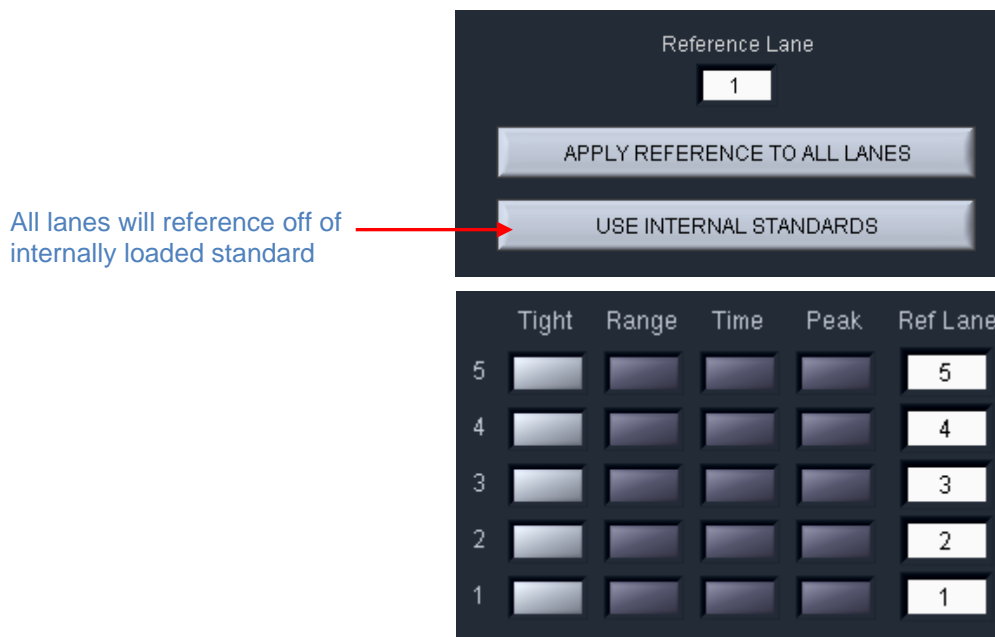 Reference Lane
1
APPLY REFERENCE TO ALL LANES
All lanes will reference off of
internally loaded standard
USE INTERNAL STANDARDS
Tight Range Time Peak Ref Lane
5 5
4 4
3 3
2 2
1 1